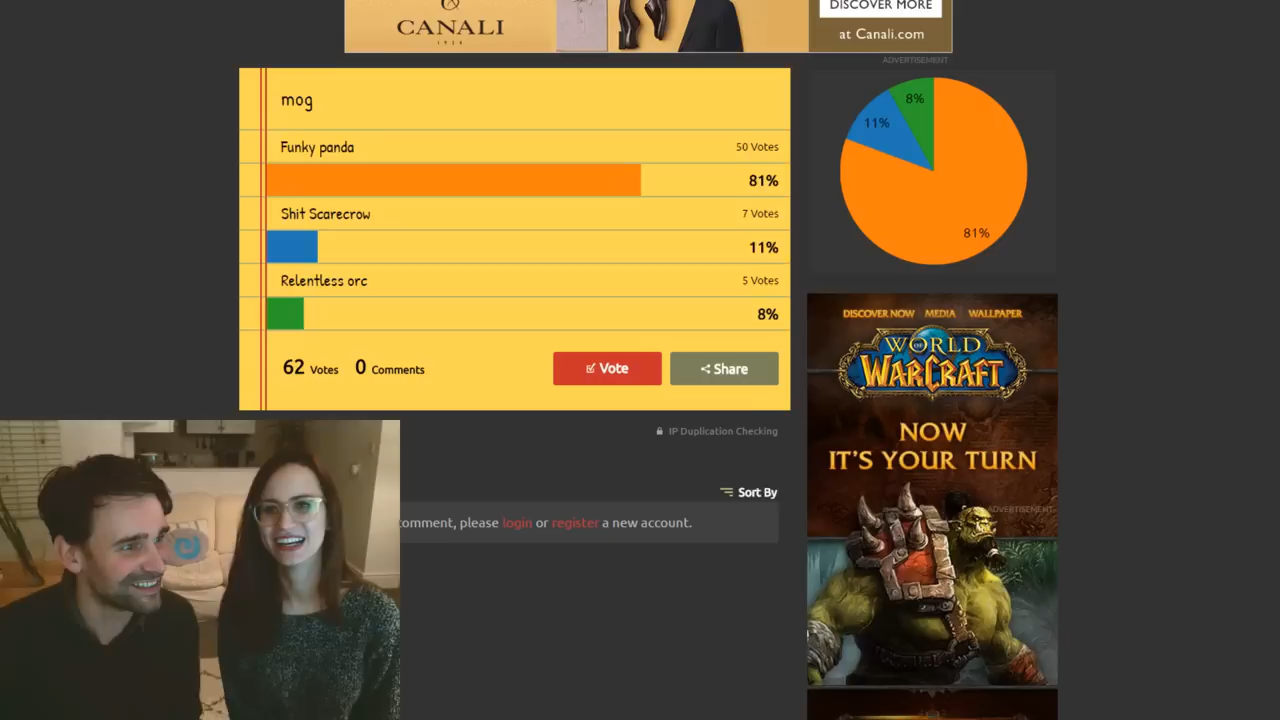 CANALI
1934
DISCOVER MORE
at Canali.com
ADVERTISEMENT
mog
Funky panda
50 Votes
81%
Shit Scarecrow
7 Votes
11%
Relentless orc
5 Votes
8%
62 Votes 0 Comments
Vote
Share
8%
11%
81%
IP Duplication Checking
Sort By
comment, please login or register a new account.
DISCOVER NOW MEDIA WALLPAPER
WORLD OF WARCRAFT
NOW
IT'S YOUR TURN
ADVERTISEMENT